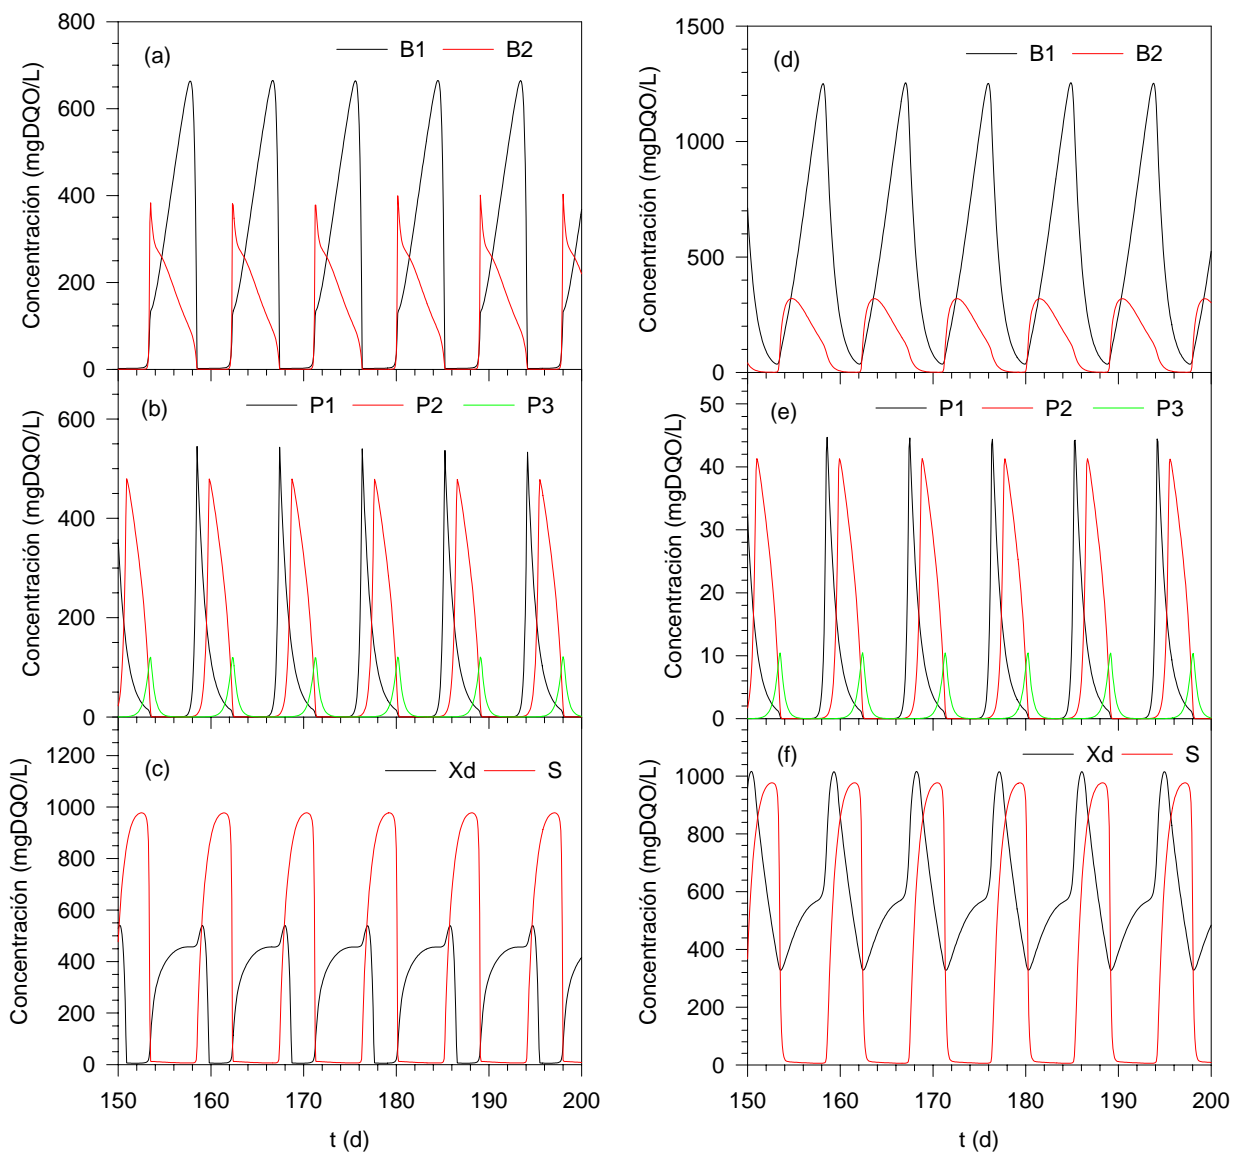 (a) B1 B2
Concentración (mgDQO/L)
800
600
400
200
0
(b) P1 P2 P3
Concentración (mgDQO/L)
600
400
200
0
(c) Xd S
Concentración (mgDQO/L)
1200
1000
800
600
400
200
0
150 160 170 180 190 200
t (d)
(d) B1 B2
Concentración (mgDQO/L)
1500
1000
500
0
(e) P1 P2 P3
Concentración (mgDQO/L)
50
40
30
20
10
0
(f) Xd S
Concentración (mgDQO/L)
1000
800
600
400
200
0
150 160 170 180 190 200
t (d)